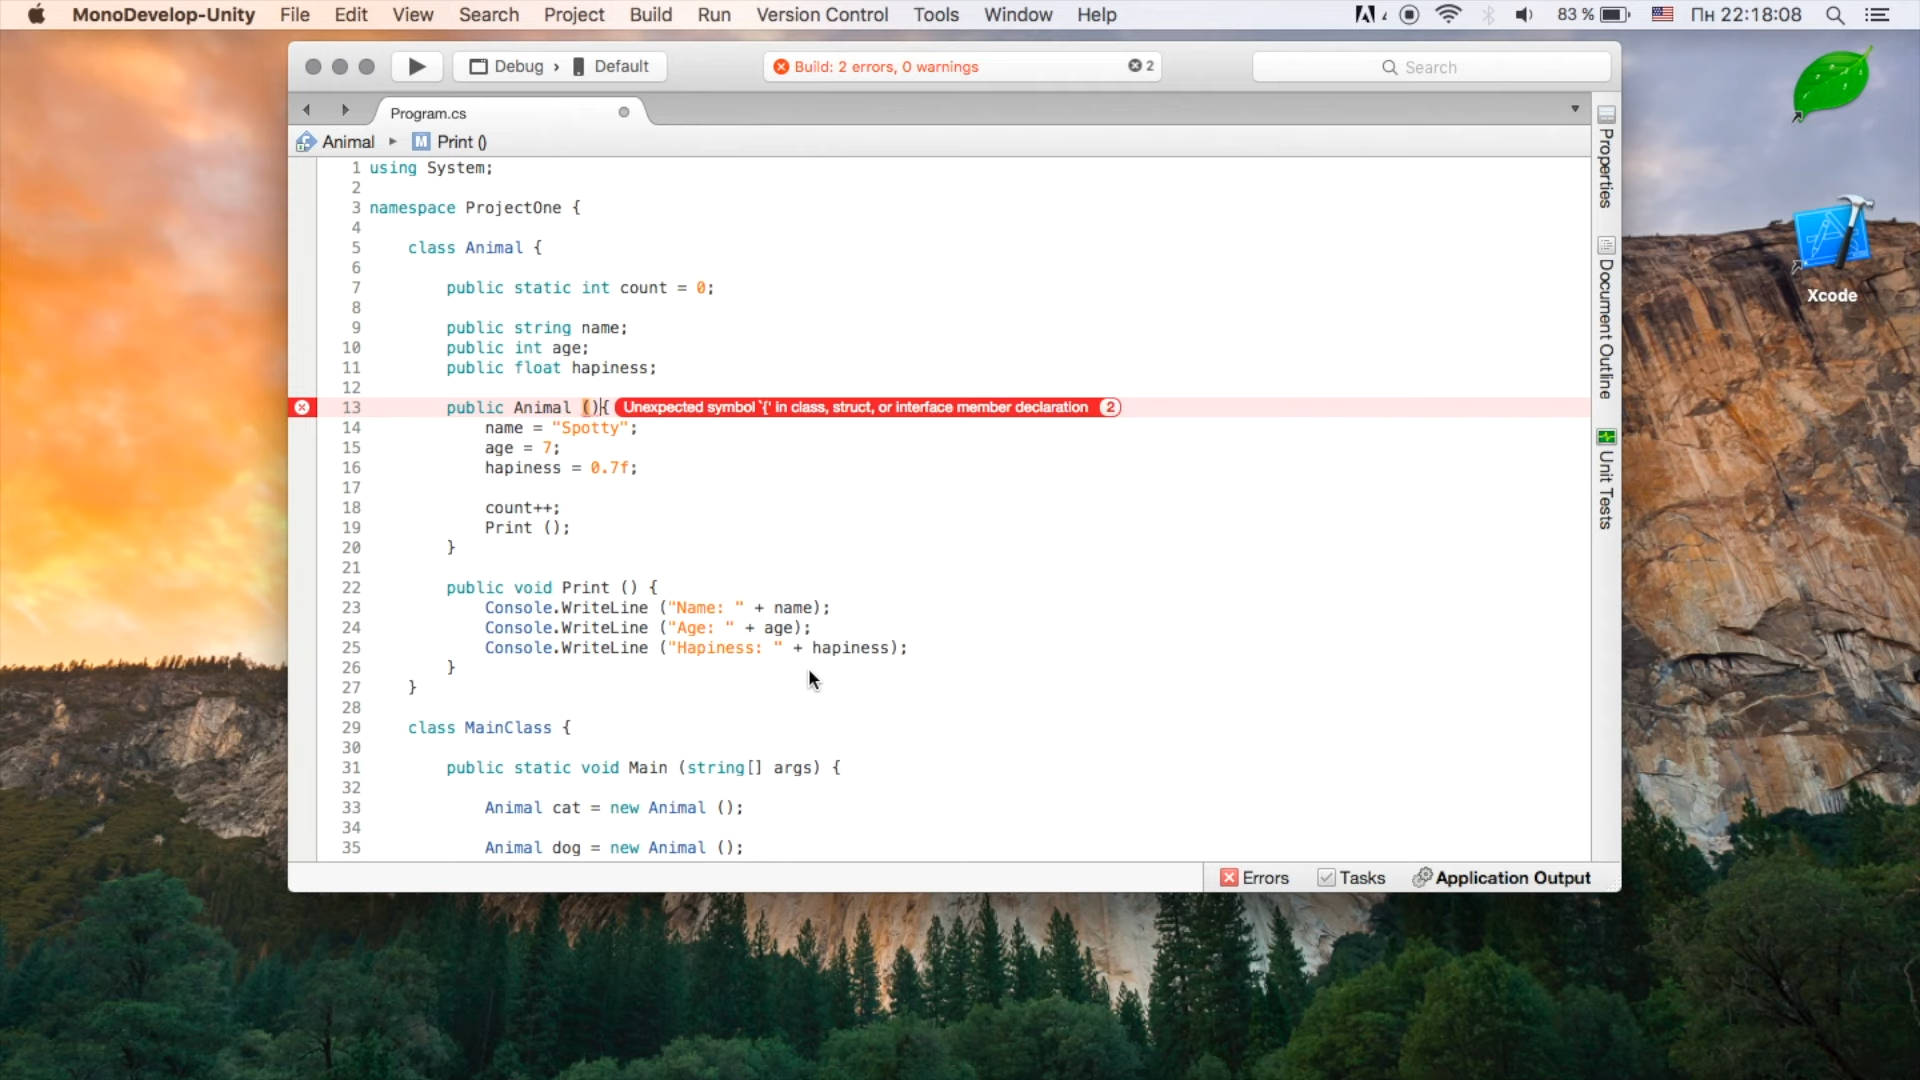 MonoDevelop-Unity File Edit View Search Project Build Run Version Control Tools Window Help 83 % Пн 22:18:08
Debug › Default Build: 2 errors, 0 warnings 2 Search
Program.cs
Animal Print ()
1 using System;
2
3 namespace ProjectOne {
4
5 class Animal {
6
7 public static int count = 0;
8
9 public string name;
10 public int age;
11 public float hapiness;
12
13 public Animal (){ Unexpected symbol `{' in class, struct, or interface member declaration 2
14 name = "Spotty";
15 age = 7;
16 hapiness = 0.7f;
17
18 count++;
19 Print ();
20 }
21
22 public void Print () {
23 Console.WriteLine ("Name: " + name);
24 Console.WriteLine ("Age: " + age);
25 Console.WriteLine ("Hapiness: " + hapiness);
26 }
27 }
28
29 class MainClass {
30
31 public static void Main (string[] args) {
32
33 Animal cat = new Animal ();
34
35 Animal dog = new Animal ();
Errors Tasks Application Output
Properties
Document Outline
Unit Tests
Xcode